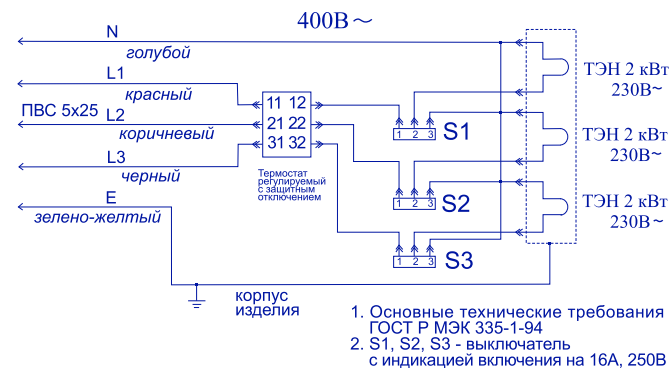 400В~
N
голубой
L1
красный
ПВС 5х25 L2
коричневый
L3
черный
E
зелено-желтый
11 12
21 22
31 32
Термостат
регулируемый
с защитным
отключением
1 2 3 S1
1 2 3 S2
1 2 3 S3
ТЭН 2 кВт
230В~
ТЭН 2 кВт
230В~
ТЭН 2 кВт
230В~
корпус
изделия
1. Основные технические требования
ГОСТ Р МЭК 335-1-94
2. S1, S2, S3 - выключатель
с индикацией включения на 16А, 250В